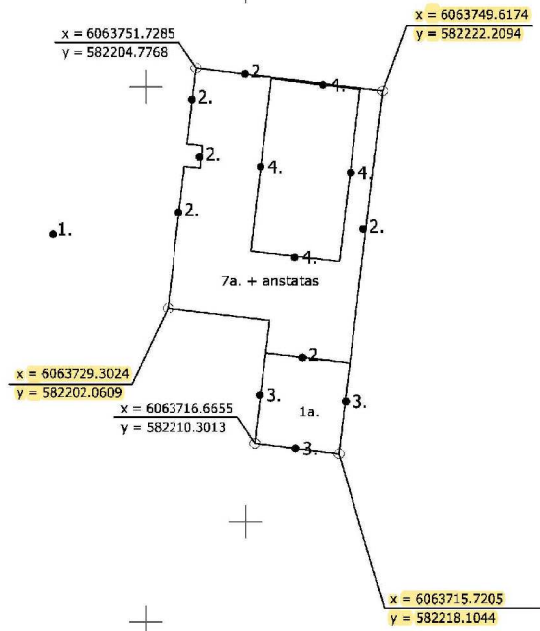 x = 6063749.6174
y = 582222.2094
x = 6063751.7285
y = 582204.7768
2.
4.
2.
2.
4.
4.
2.
2.
1.
4.
7a. + anstatas
x = 6063729.3024
y = 582202.0609
2
3.
3.
x = 6063716.6655
y = 582210.3013
1a.
3.
x = 6063715.7205
y = 582218.1044